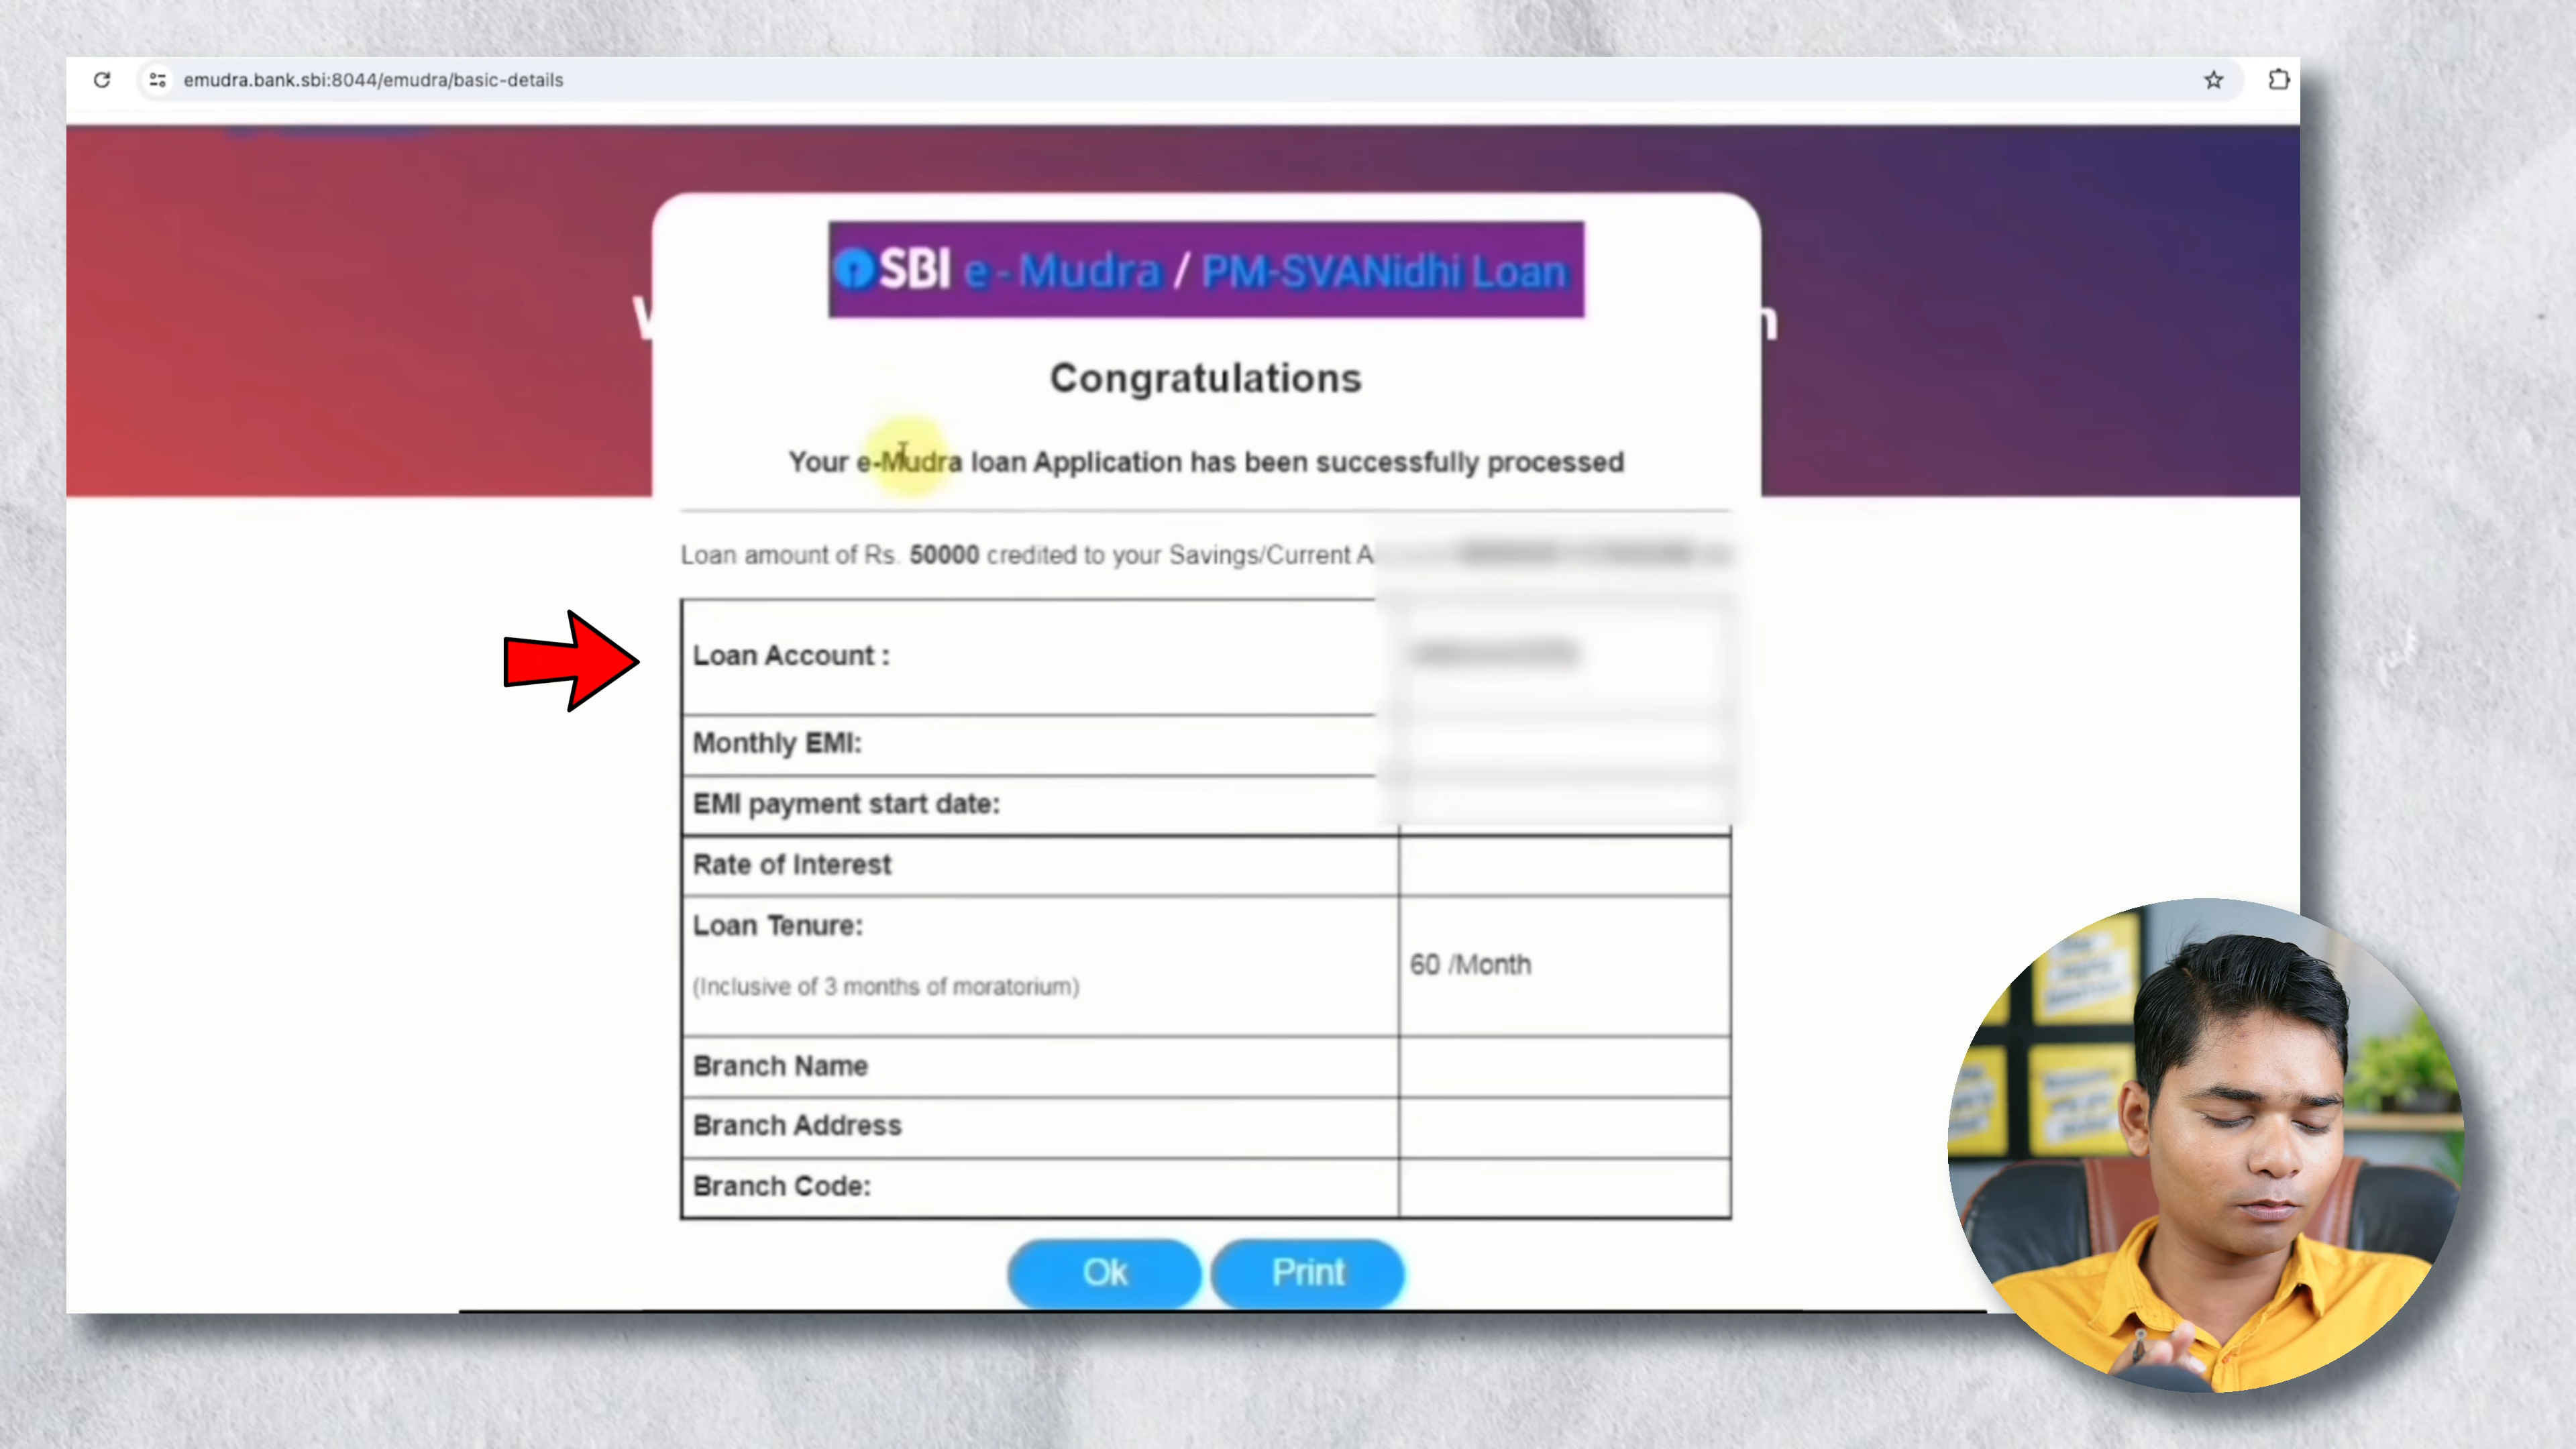 emudra.bank.sbi:8044/emudra/basic-details
SBI e-Mudra / PM-SVANidhi Loan
Congratulations
Your e-Mudra loan Application has been successfully processed
Loan amount of Rs. 50000 credited to your Savings/Current
Loan Account :
Monthly EMI:
EMI payment start date:
Rate of Interest
Loan Tenure:
(Inclusive of 3 months of moratorium)
60 /Month
Branch Name
Branch Address
Branch Code:
Ok
Print